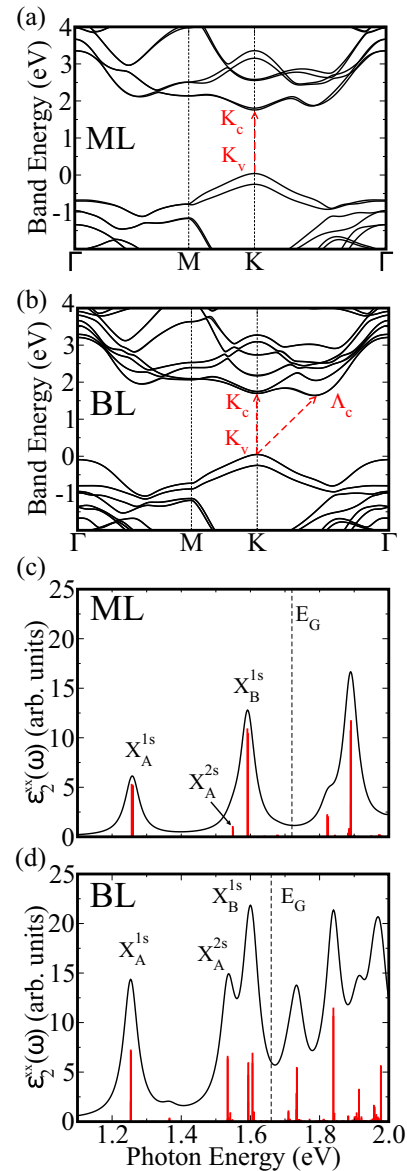 (a)
4
3
2
1
0
-1
Band Energy (eV)
ML
K_c
K_v
Γ M K Γ
(b)
4
3
2
1
0
-1
Band Energy (eV)
BL
K_c
Λ_c
K_v
Γ M K Γ
(c)
25
20
15
10
5
0
ε_2^xx(ω) (arb. units)
ML
E_G
X_B^1s
X_A^1s
X_A^2s
(d)
25
20
15
10
5
0
ε_2^xx(ω) (arb. units)
BL
X_B^1s
E_G
X_A^1s
X_A^2s
1.2 1.4 1.6 1.8 2.0
Photon Energy (eV)